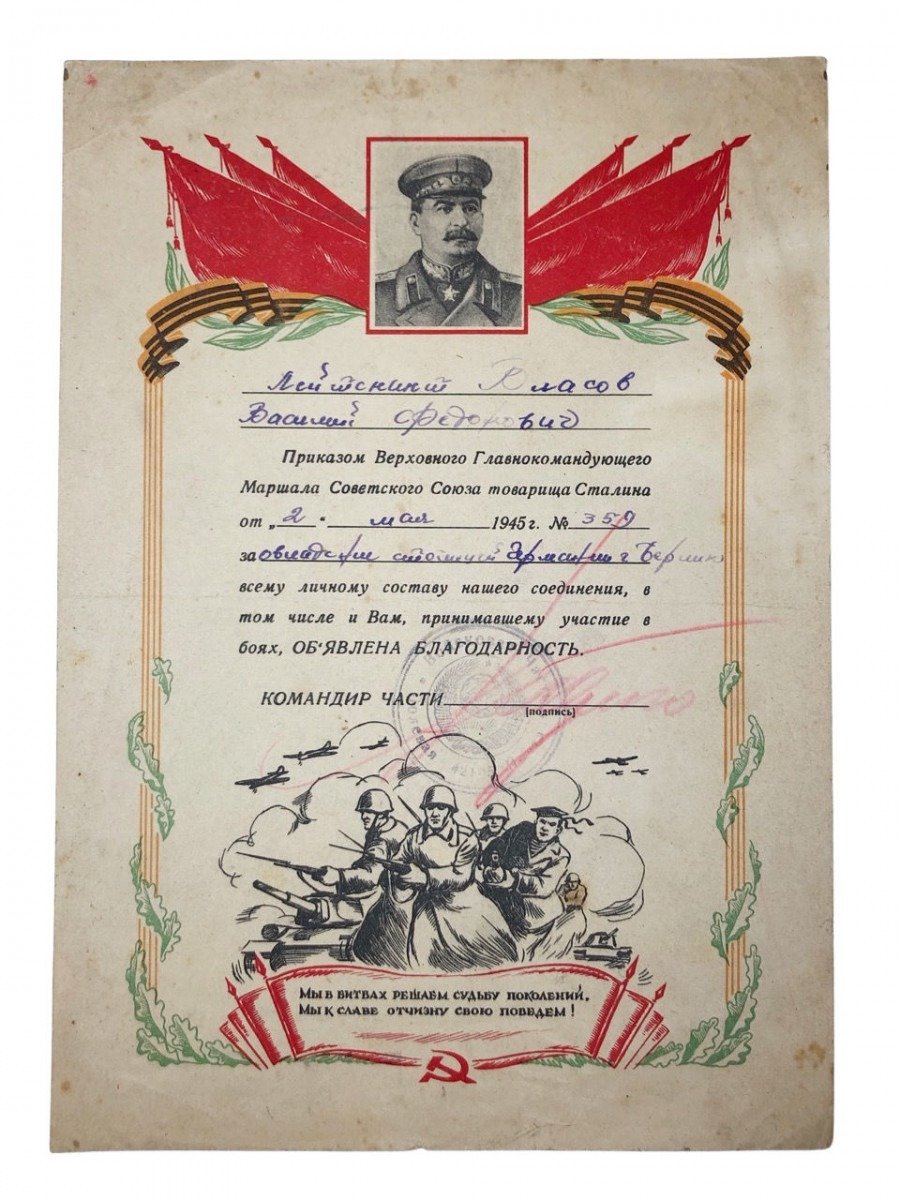 Лейтенант Власов
Василий Федорович
Приказом Верховного Главнокомандующего
Маршала Советского Союза товарища Сталина
от „2“ мая 1945 г. № 359
за овладение столицей Германии г Берлин
всему личному составу нашего соединения, в
том числе и Вам, принимавшему участие в
боях, ОБ'ЯВЛЕНА БЛАГОДАРНОСТЬ.
КОМАНДИР ЧАСТИ
(подпись)
МЫ В БИТВАХ РЕШАЕМ СУДЬБУ ПОКОЛЕНИЙ,
МЫ К СЛАВЕ ОТЧИЗНУ СВОЮ ПОВЕДЕМ!